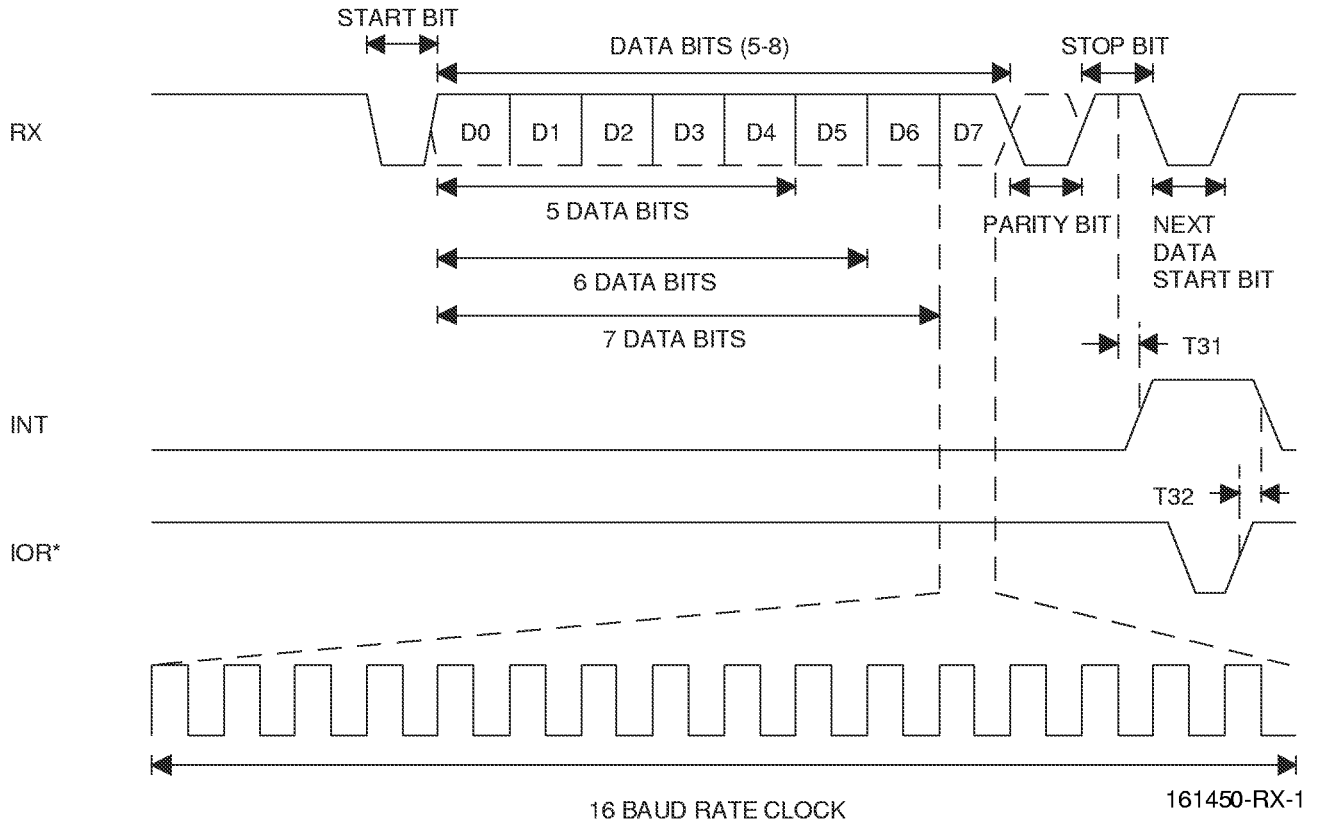 START BIT
DATA BITS (5-8)
STOP BIT
RX
D0 D1 D2 D3 D4 D5 D6 D7
5 DATA BITS
PARITY BIT
NEXT
DATA
START BIT
6 DATA BITS
7 DATA BITS
T31
INT
T32
IOR*
16 BAUD RATE CLOCK
161450-RX-1